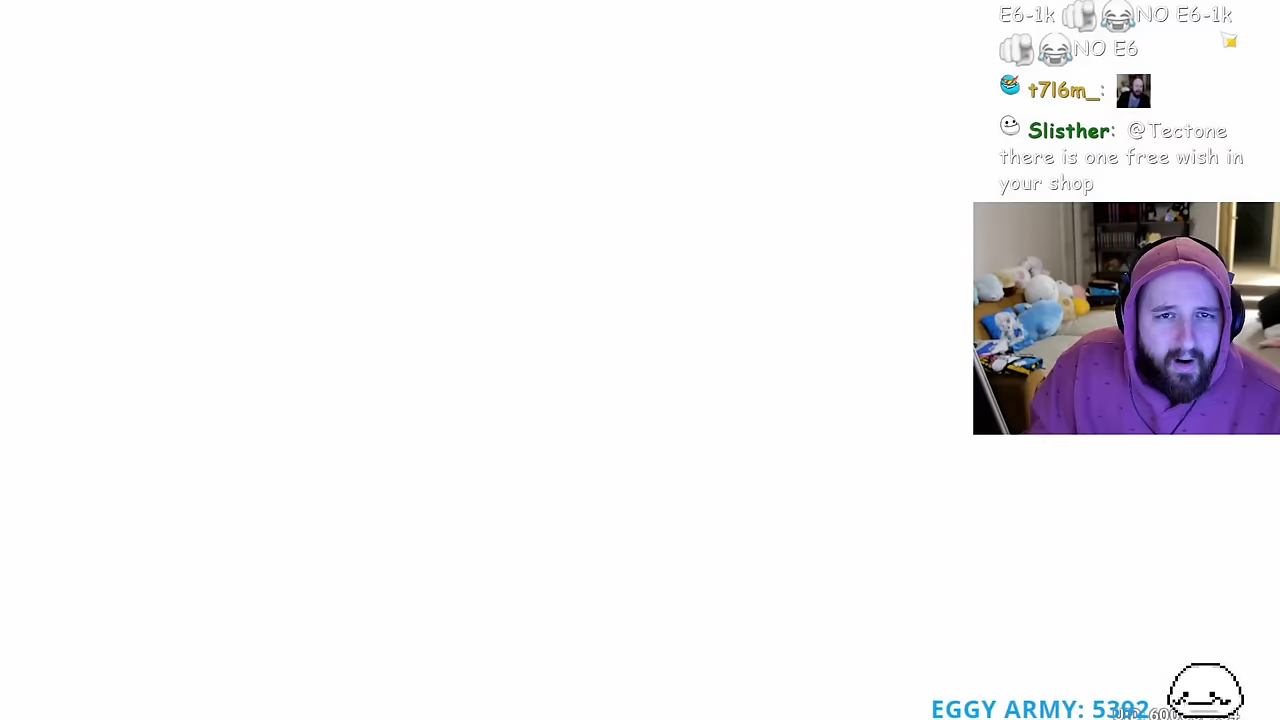 E6-1k NO E6-1k
NO E6
t7l6m_:
Slisther: @Tectone
there is one free wish in
your shop
EGGY ARMY: 5392